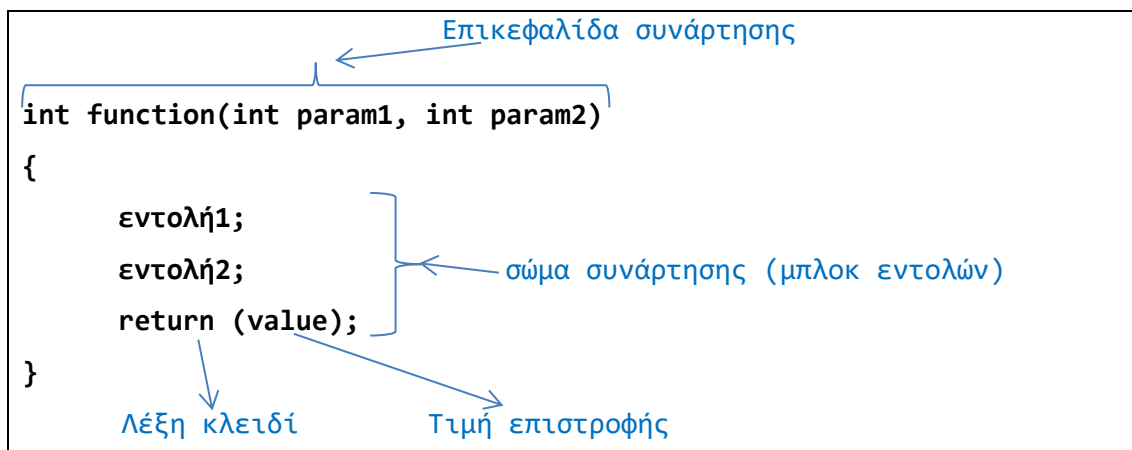 Επικεφαλίδα συνάρτησης
int function(int param1, int param2)
{
εντολή1;
εντολή2;
σώμα συνάρτησης (μπλοκ εντολών)
return (value);
}
Λέξη κλειδί
Τιμή επιστροφής